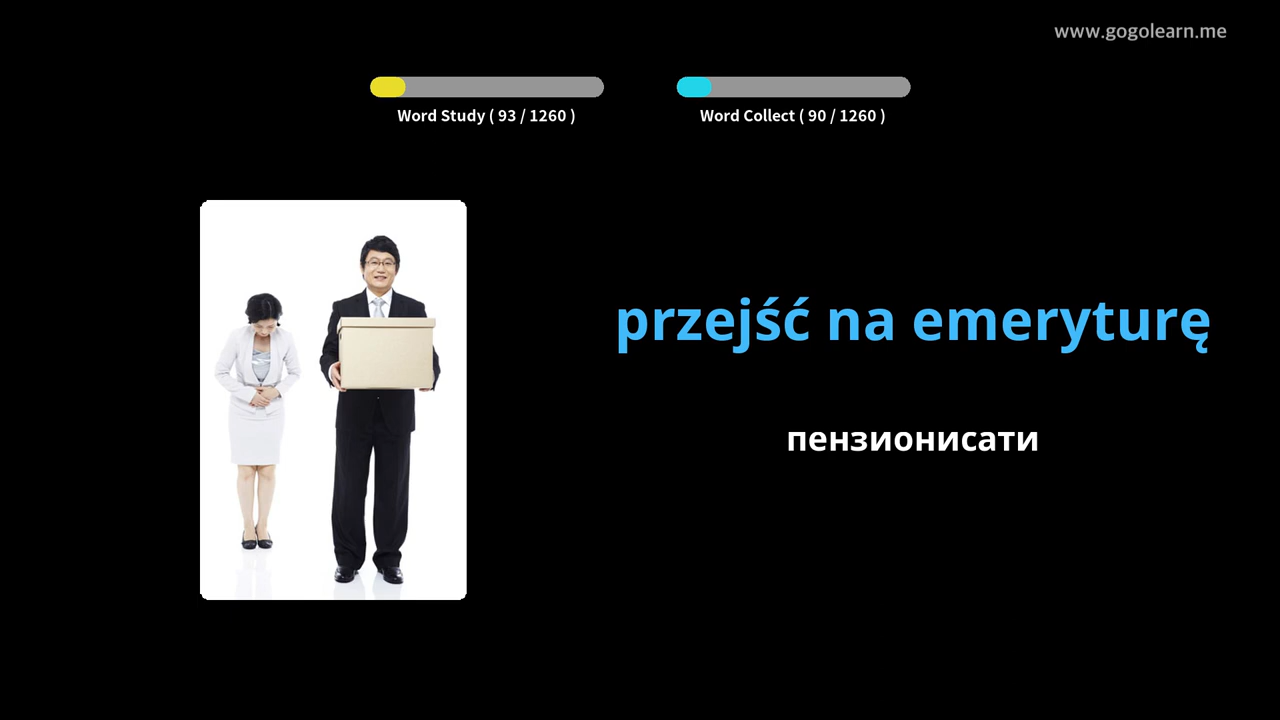 www.gogolearn.me
Word Study ( 93 / 1260 )
Word Collect ( 90 / 1260 )
przejść na emeryturę
пензионисати